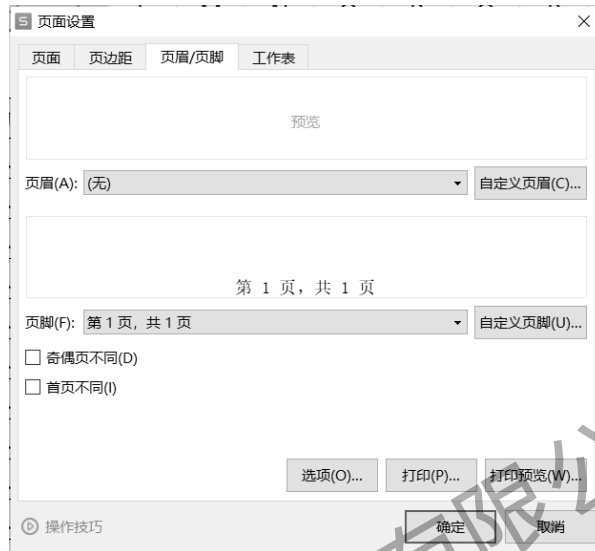 S 页面设置
页面 页边距 页眉/页脚 工作表
预览
页眉(A): (无) 自定义页眉(C)...
第 1 页，共 1 页
页脚(F): 第 1 页，共 1 页 自定义页脚(U)...
奇偶页不同(D)
首页不同(I)
选项(O)... 打印(P)... 打印预览(W)...
操作技巧 确定 取消
有限公